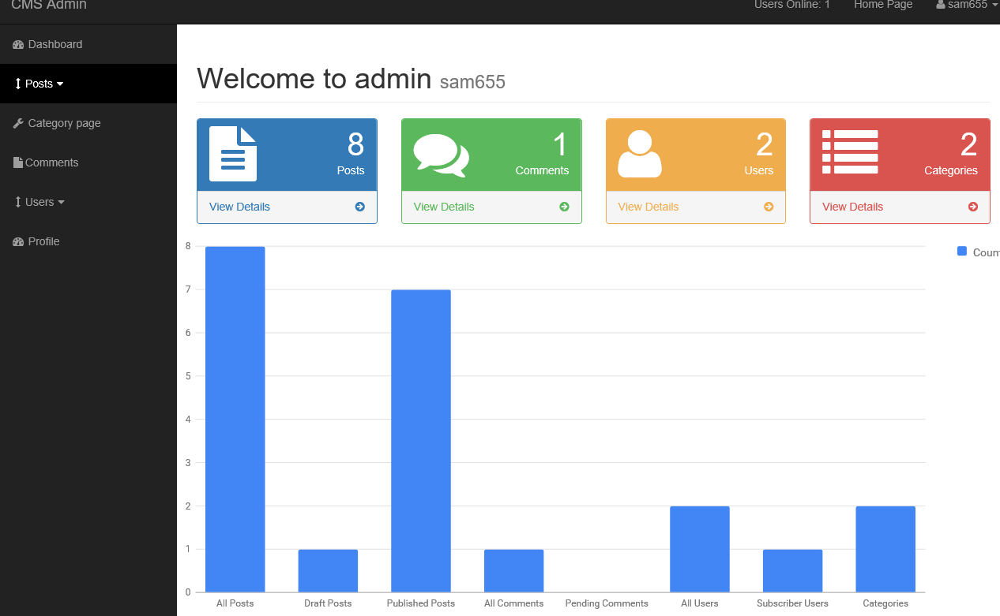 CMS Admin
Users Online: 1
Home Page
sam655
Dashboard
Posts
Category page
Comments
Users
Profile
Welcome to admin sam655
8
Posts
View Details
1
Comments
View Details
2
Users
View Details
2
Categories
View Details
8
7
6
5
4
3
2
1
0
All Posts
Draft Posts
Published Posts
All Comments
Pending Comments
All Users
Subscriber Users
Categories